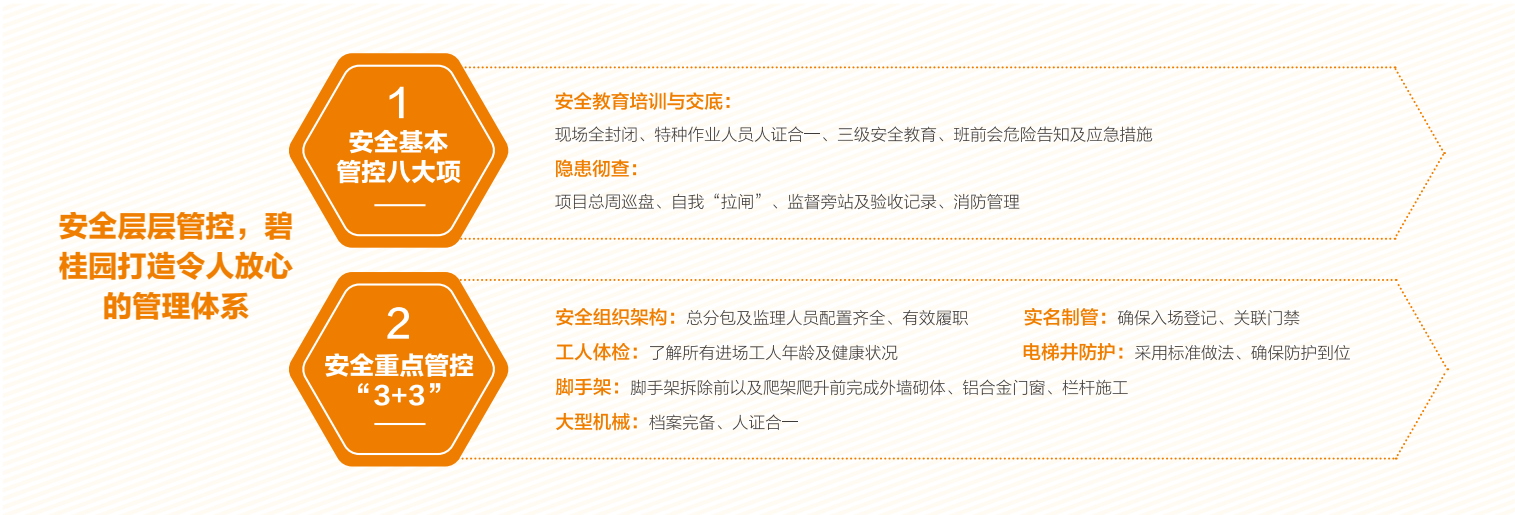 安全层层管控，碧
桂园打造令人放心
的管理体系
1
安全基本
管控八大项
安全教育培训与交底：
现场全封闭、特种作业人员人证合一、三级安全教育、班前会危险告知及应急措施
隐患彻查：
项目总周巡盘、自我“拉闸”、监督旁站及验收记录、消防管理
2
安全重点管控
“3+3”
安全组织架构：总分包及监理人员配置齐全、有效履职
实名制管：确保入场登记、关联门禁
工人体检：了解所有进场工人年龄及健康状况
电梯井防护：采用标准做法、确保防护到位
脚手架：脚手架拆除前以及爬架爬升前完成外墙砌体、铝合金门窗、栏杆施工
大型机械：档案完备、人证合一